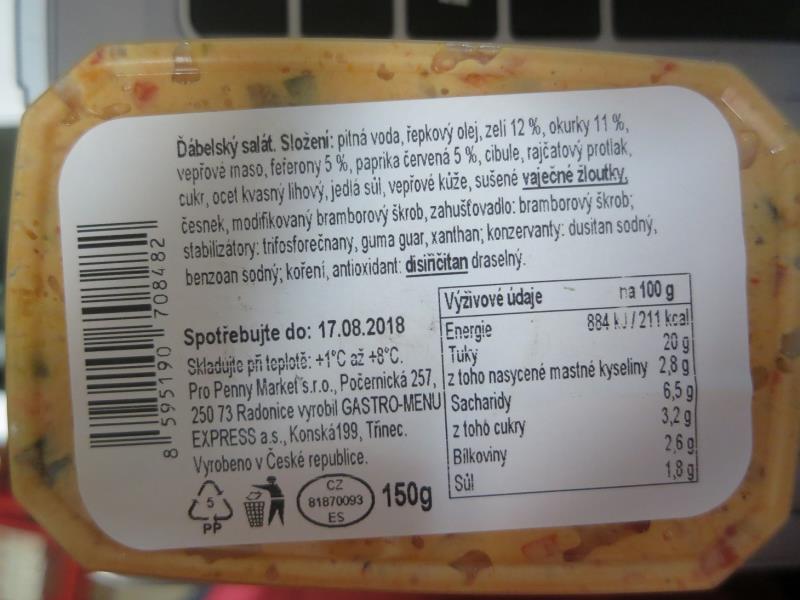 Ďábelský salát. Složení: pitná voda, řepkový olej, zelí 12 %, okurky 11 %,
vepřové maso, feferony 5 %, paprika červená 5 %, cibule, rajčatový protlak,
cukr, ocet kvasný lihový, jedlá sůl, vepřové kůže, sušené vaječné žloutky,
česnek, modifikovaný bramborový škrob, zahušťovadlo: bramborový škrob;
stabilizátory: trifosforečnany, guma guar, xanthan; konzervanty: dusitan sodný,
benzoan sodný; koření, antioxidant: disiřičitan draselný.
Spotřebujte do: 17.08.2018
Skladujte při teplotě: +1°C až +8°C.
Pro Penny Market s.r.o., Počernická 257,
250 73 Radonice vyrobil GASTRO-MENU
EXPRESS a.s., Konská199, Třinec.
Vyrobeno v České republice.
Výživové údaje na 100 g
Energie 884 kJ / 211 kcal
Tuky 20 g
z toho nasycené mastné kyseliny 2,8 g
Sacharidy 6,5 g
z toho cukry 3,2 g
Bílkoviny 2,6 g
Sůl 1,8 g
5
PP
CZ
81870093
ES
150g
8 595190 708482